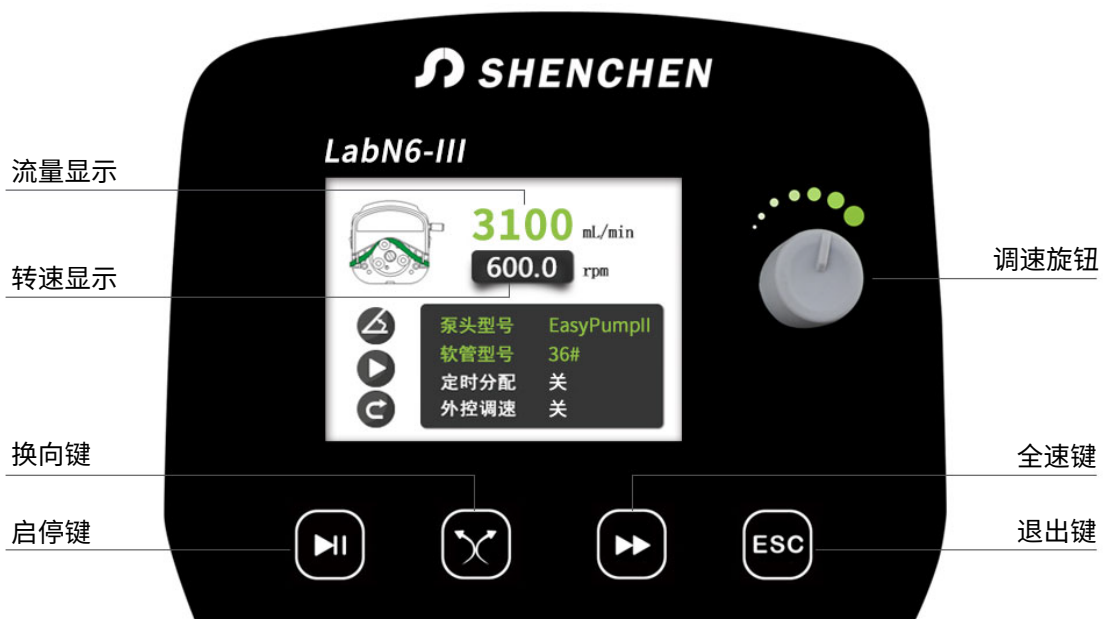 SHENCHEN
LabN6-III
流量显示
3100 mL/min
转速显示
600.0 rpm
调速旋钮
泵头型号 EasyPumpII
软管型号 36#
定时分配 关
外控调速 关
换向键
全速键
启停键
退出键
ESC